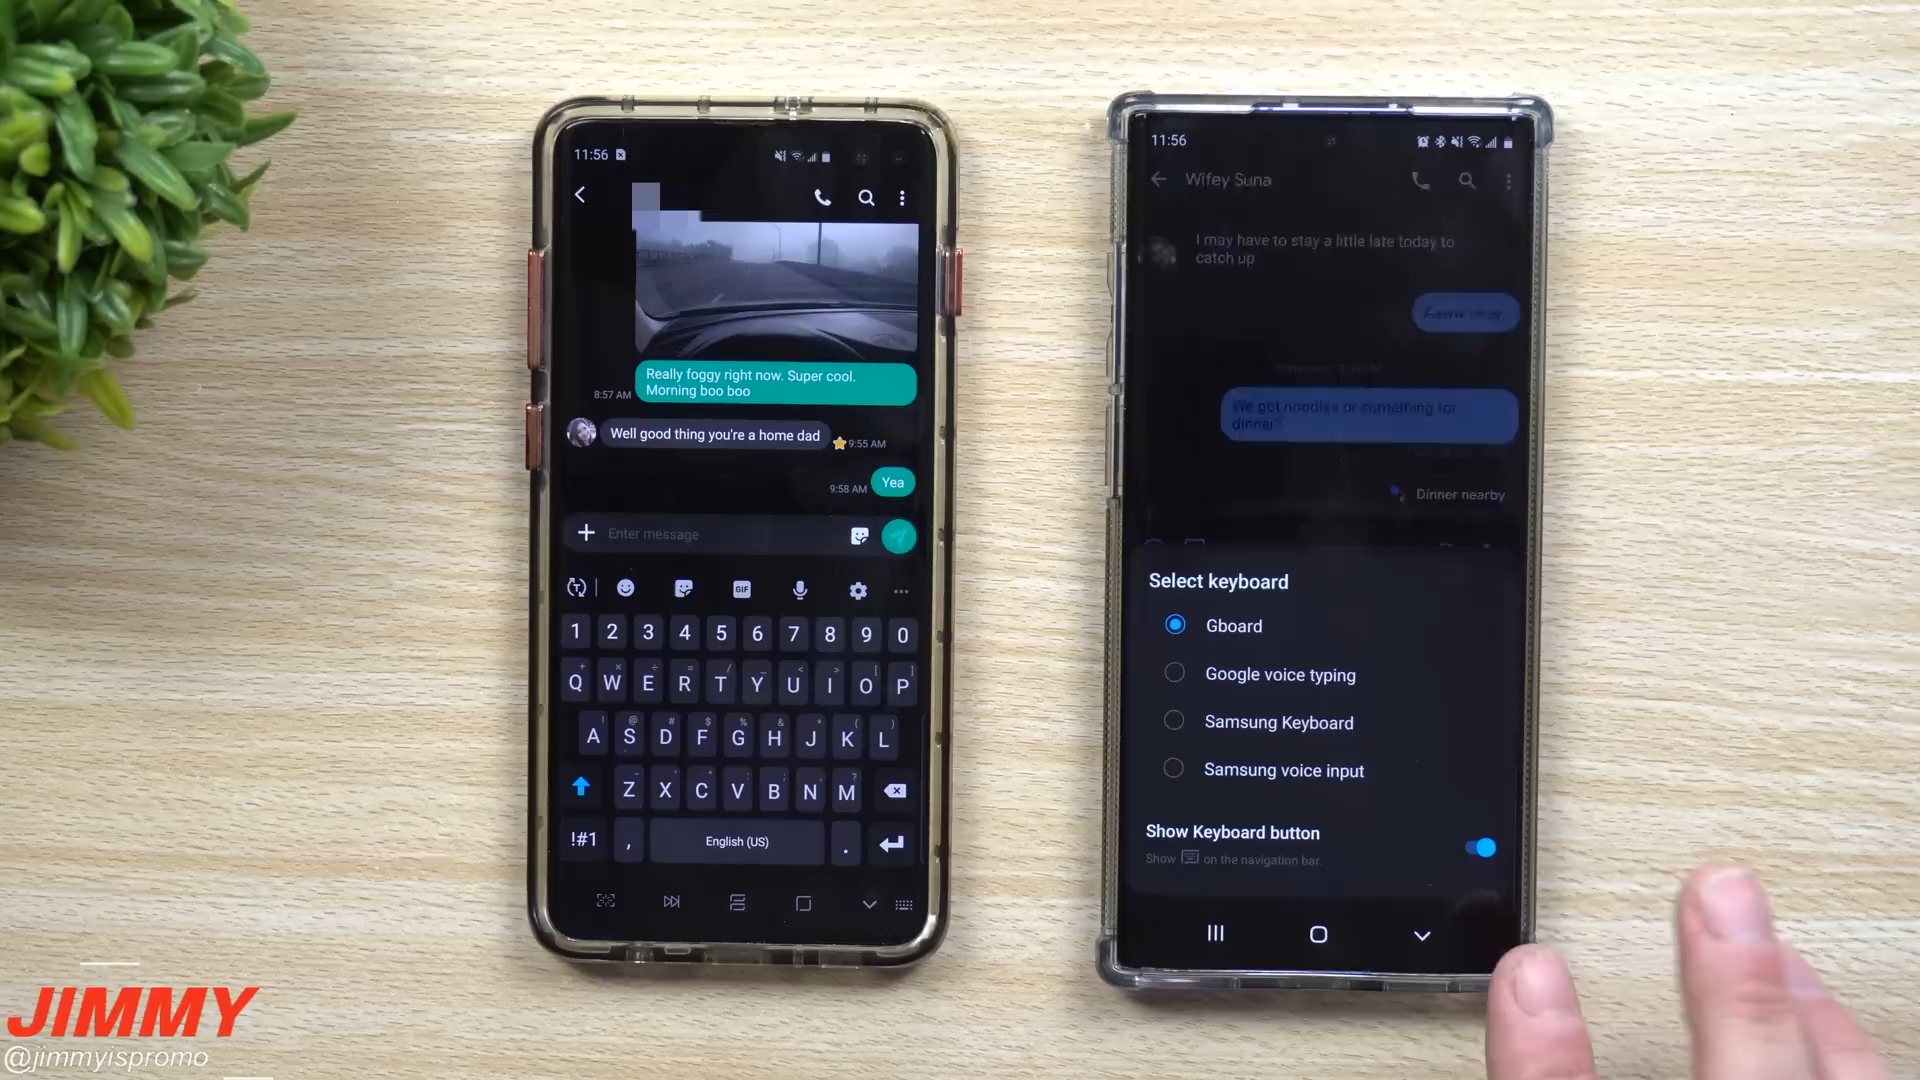 11:56
Really foggy right now. Super cool.
Morning boo boo
8:57 AM
Well good thing you're a home dad
9:55 AM
Yea
9:58 AM
Enter message
GIF
1 2 3 4 5 6 7 8 9 0
Q W E R T Y U I O P
A S D F G H J K L
Z X C V B N M
!#1 , English (US) .
11:56
Wifey Suna
I may have to stay a little late today to
catch up
We got noodles or sumathing for
dinner?
Dinner nearby
Select keyboard
Gboard
Google voice typing
Samsung Keyboard
Samsung voice input
Show Keyboard button
Show on the navigation bar.
JIMMY
@jimmyispromo